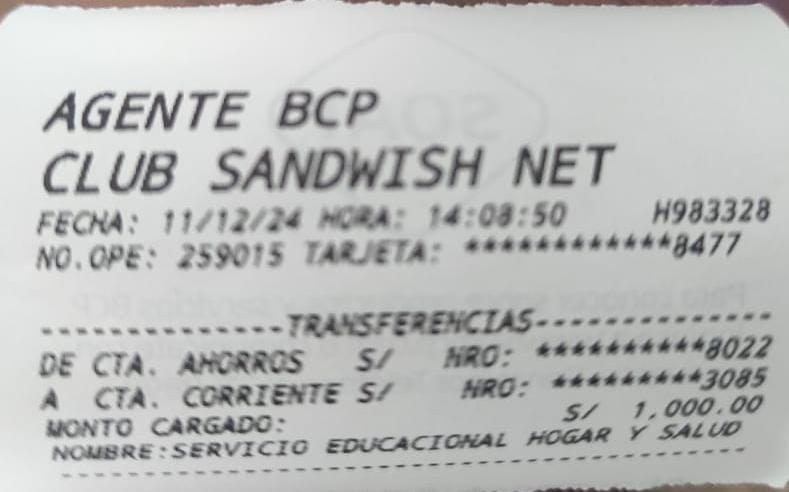 AGENTE BCP
CLUB SANDWISH NET
FECHA: 11/12/24 HORA: 14:08:50 H983328
NO.OPE: 259015 TARJETA: ************8477
--------------TRANSFERENCIAS--------------
DE CTA. AHORROS S/ NRO: **********8022
A CTA. CORRIENTE S/ NRO: *********3085
MONTO CARGADO: S/ 1,000.00
NOMBRE:SERVICIO EDUCACIONAL HOGAR Y SALUD